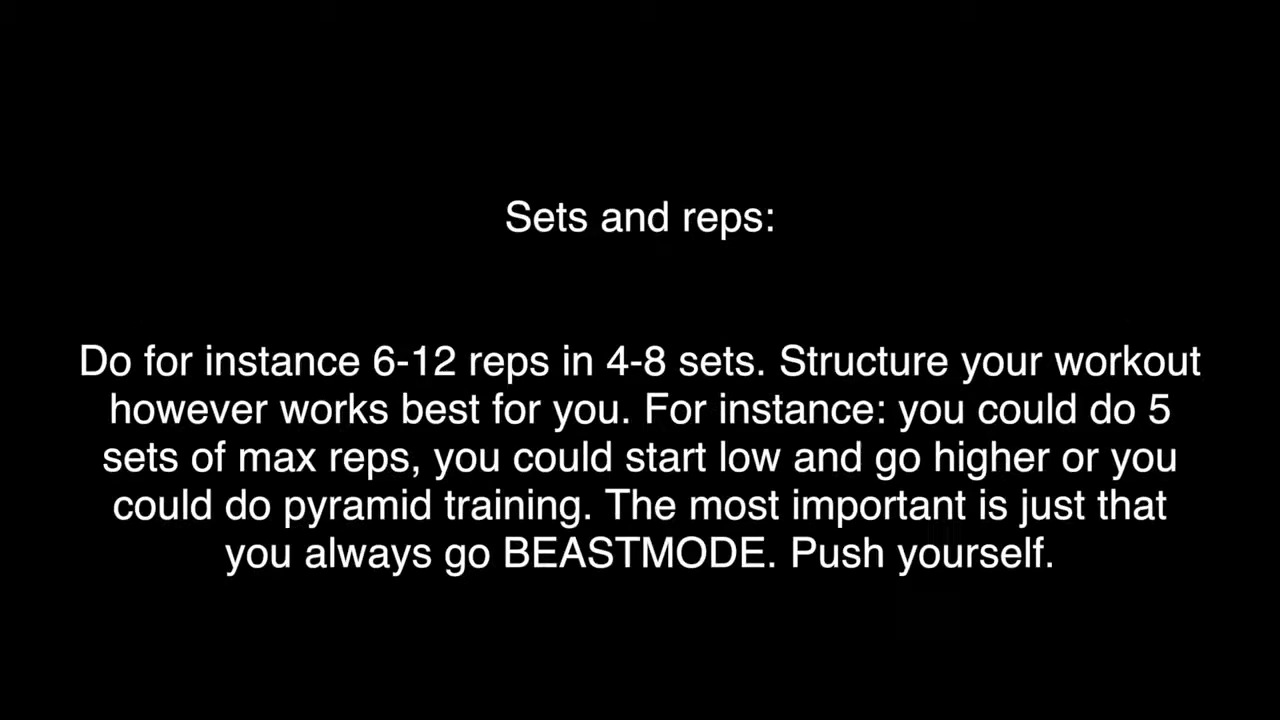 Sets and reps:
Do for instance 6-12 reps in 4-8 sets. Structure your workout
however works best for you. For instance: you could do 5
sets of max reps, you could start low and go higher or you
could do pyramid training. The most important is just that
you always go BEASTMODE. Push yourself.